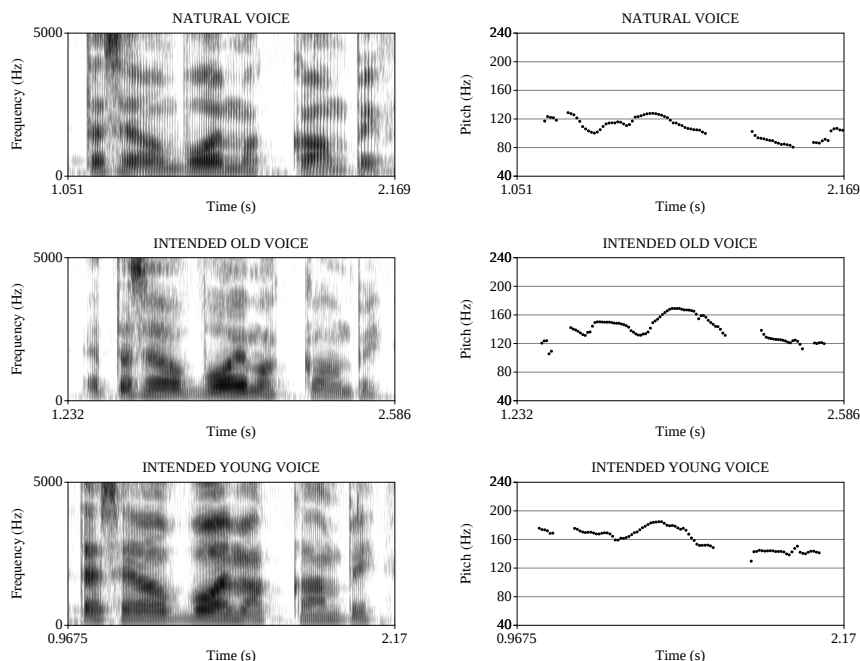 NATURAL VOICE
5000
Frequency (Hz)
0
1.051
2.169
Time (s)
NATURAL VOICE
240
200
160
120
80
40
Pitch (Hz)
1.051
2.169
Time (s)
INTENDED OLD VOICE
5000
Frequency (Hz)
0
1.232
2.586
Time (s)
INTENDED OLD VOICE
240
200
160
120
80
40
Pitch (Hz)
1.232
2.586
Time (s)
INTENDED YOUNG VOICE
5000
Frequency (Hz)
0
0.9675
2.17
Time (s)
INTENDED YOUNG VOICE
240
200
160
120
80
40
Pitch (Hz)
0.9675
2.17
Time (s)